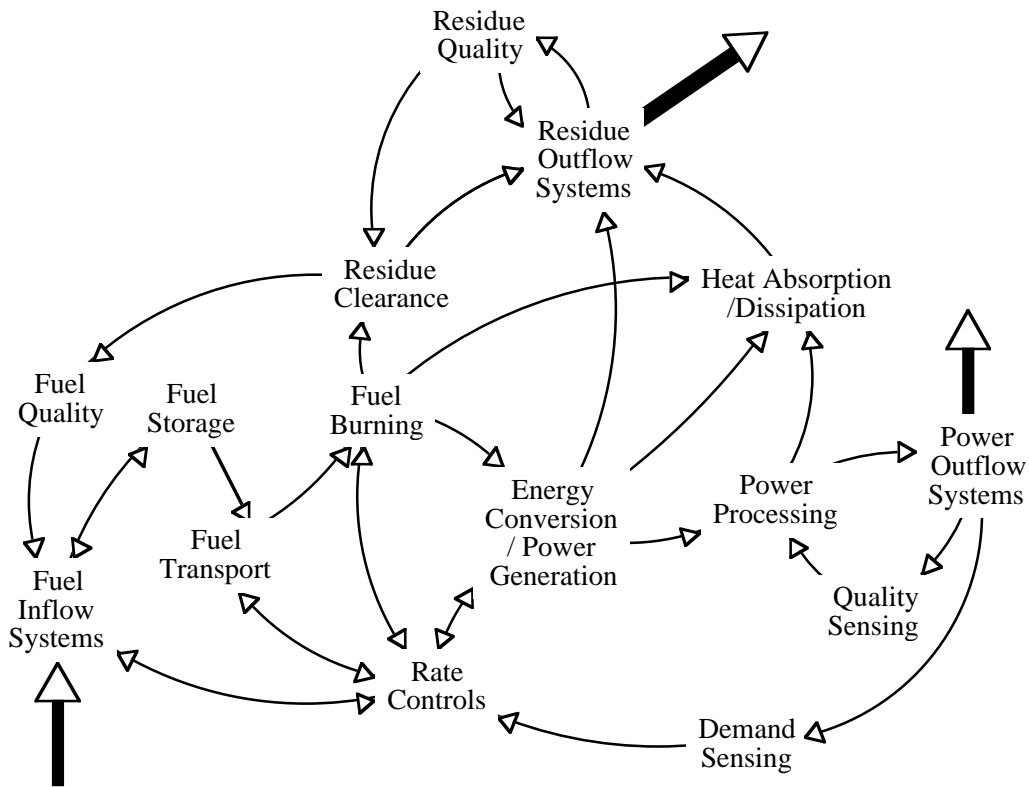 Residue
Quality
Residue
Outflow
Systems
Residue
Clearance
Heat Absorption
/Dissipation
Fuel
Quality
Fuel
Storage
Fuel
Burning
Power
Outflow
Systems
Energy
Conversion
/ Power
Generation
Power
Processing
Fuel
Transport
Fuel
Inflow
Systems
Quality
Sensing
Rate
Controls
Demand
Sensing